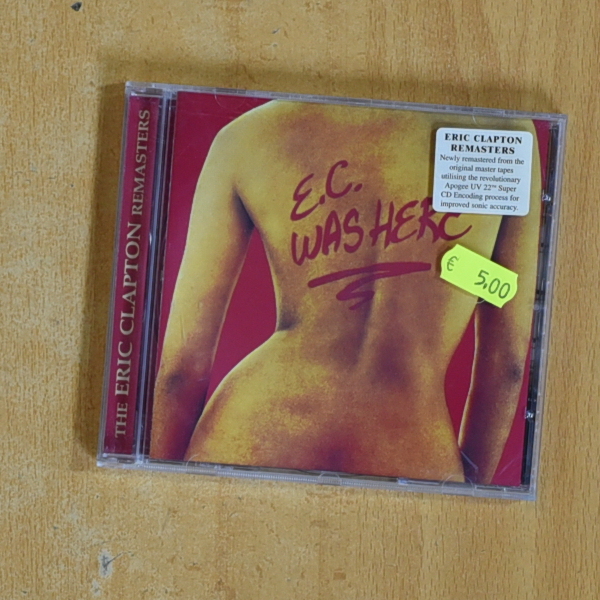 THE ERIC CLAPTON REMASTERS
E.C.
WAS HERE
ERIC CLAPTON
REMASTERS
Newly remastered from the
original master tapes
utilising the revolutionary
Apogee UV 22™ Super
CD Encoding process for
improved sonic accuracy.
€ 5,00